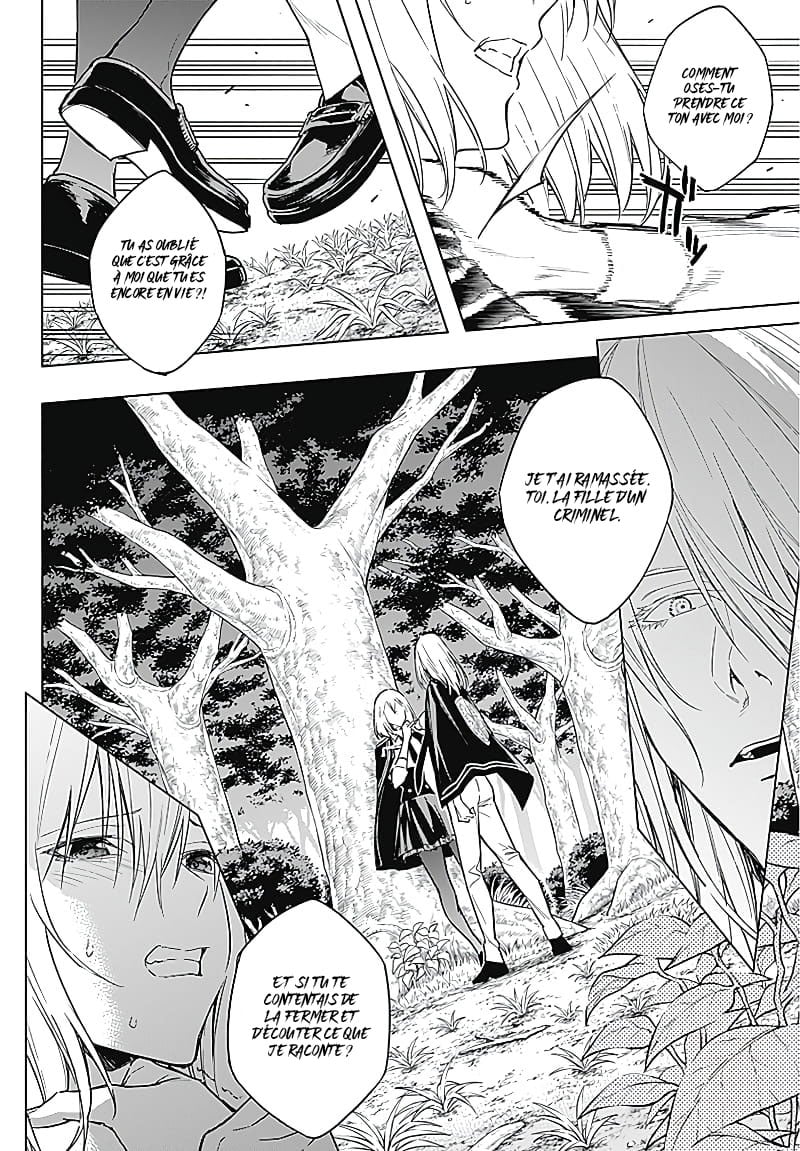 COMMENT
OSES-TU
PRENDRE CE
TON AVEC MOI ?
TU AS OUBLIÉ
QUE C'EST GRÂCE
À MOI QUE TU ES
ENCORE EN VIE ?!
JE T'AI RAMASSÉE,
TOI, LA FILLE D'UN
CRIMINEL.
ET SI TU TE
CONTENTAIS DE
LA FERMER ET
D'ÉCOUTER CE QUE
JE RACONTE ?